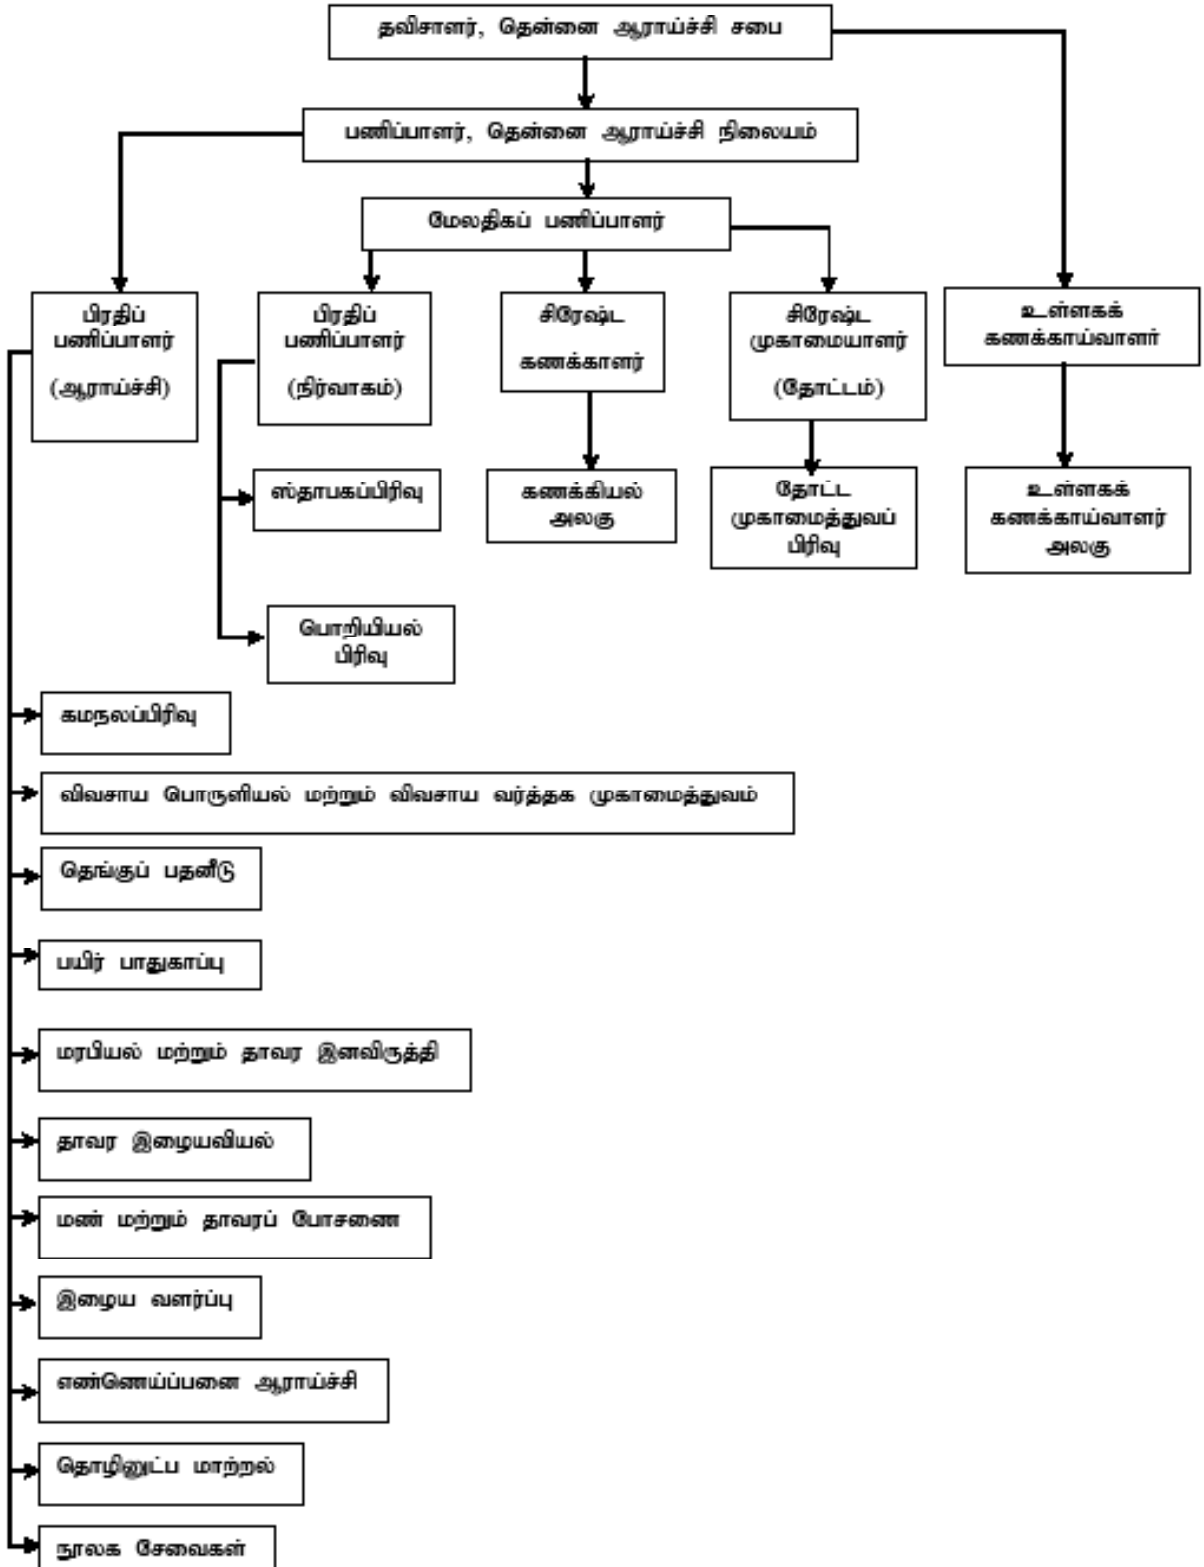 தவிசாளர், தென்னை ஆராய்ச்சி சபை
பணிப்பாளர், தென்னை ஆராய்ச்சி நிலையம்
மேலதிகப் பணிப்பாளர்
பிரதிப்
பணிப்பாளர்
(ஆராய்ச்சி)
பிரதிப்
பணிப்பாளர்
(நிர்வாகம்)
சிரேஷ்ட
கணக்காளர்
சிரேஷ்ட
முகாமையாளர்
(தோட்டம்)
உள்ளகக்
கணக்காய்வாளர்
ஸ்தாபகப்பிரிவு
கணக்கியல்
அலகு
தோட்ட
முகாமைத்துவப்
பிரிவு
உள்ளகக்
கணக்காய்வாளர்
அலகு
பொறியியல்
பிரிவு
கமநலப்பிரிவு
விவசாய பொருளியல் மற்றும் விவசாய வர்த்தக முகாமைத்துவம்
தெங்குப் பதனீடு
பயிர் பாதுகாப்பு
மரபியல் மற்றும் தாவர இனவிருத்தி
தாவர இழையவியல்
மண் மற்றும் தாவரப் போசணை
இழைய வளர்ப்பு
எண்ணெய்ப்பனை ஆராய்ச்சி
தொழினுட்ப மாற்றல்
நூலக சேவைகள்